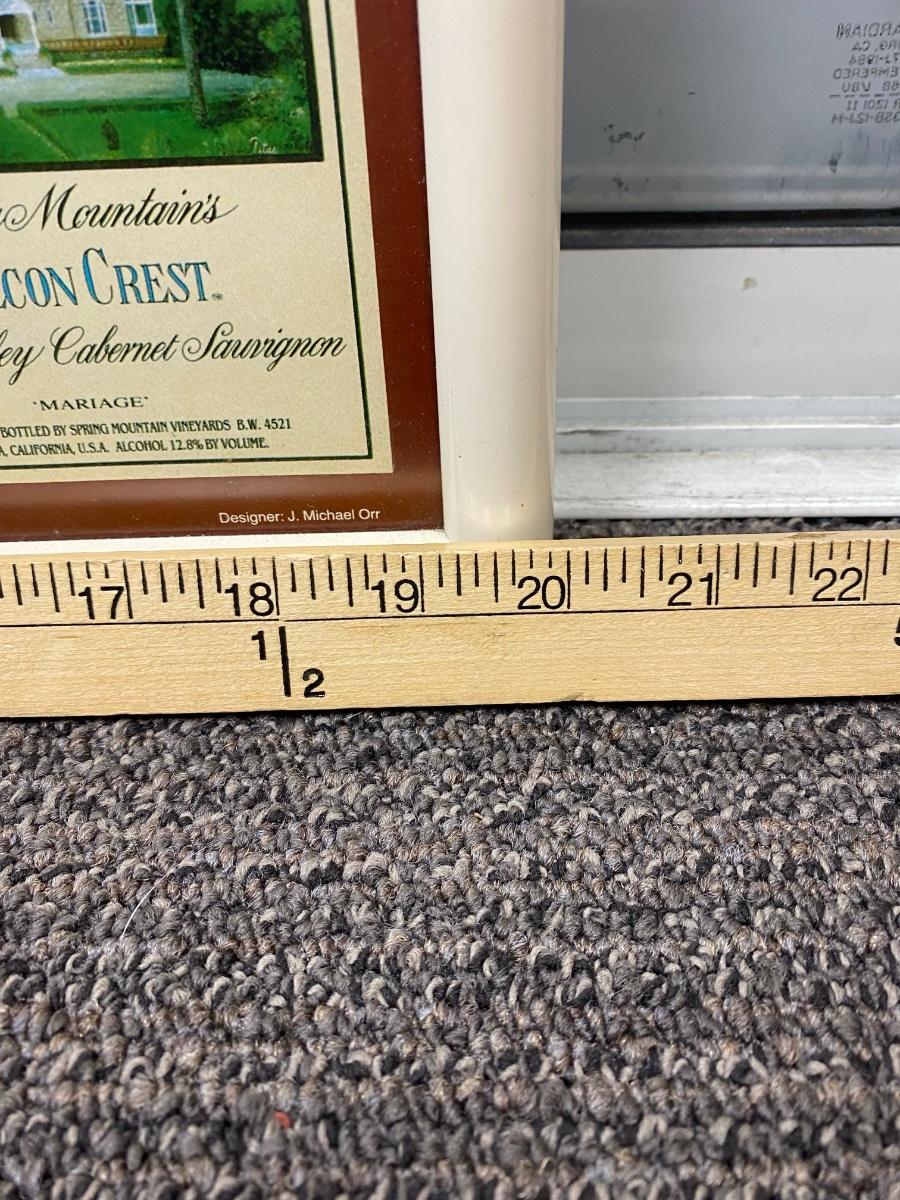 Mountain's
CON CREST®
ley Cabernet Sauvignon
'MARIAGE'
BOTTLED BY SPRING MOUNTAIN VINEYARDS B.W. 4521
A, CALIFORNIA, U.S.A. ALCOHOL 12.8% BY VOLUME.
Designer: J. Michael Orr
17 18 19 20 21 22
1 2